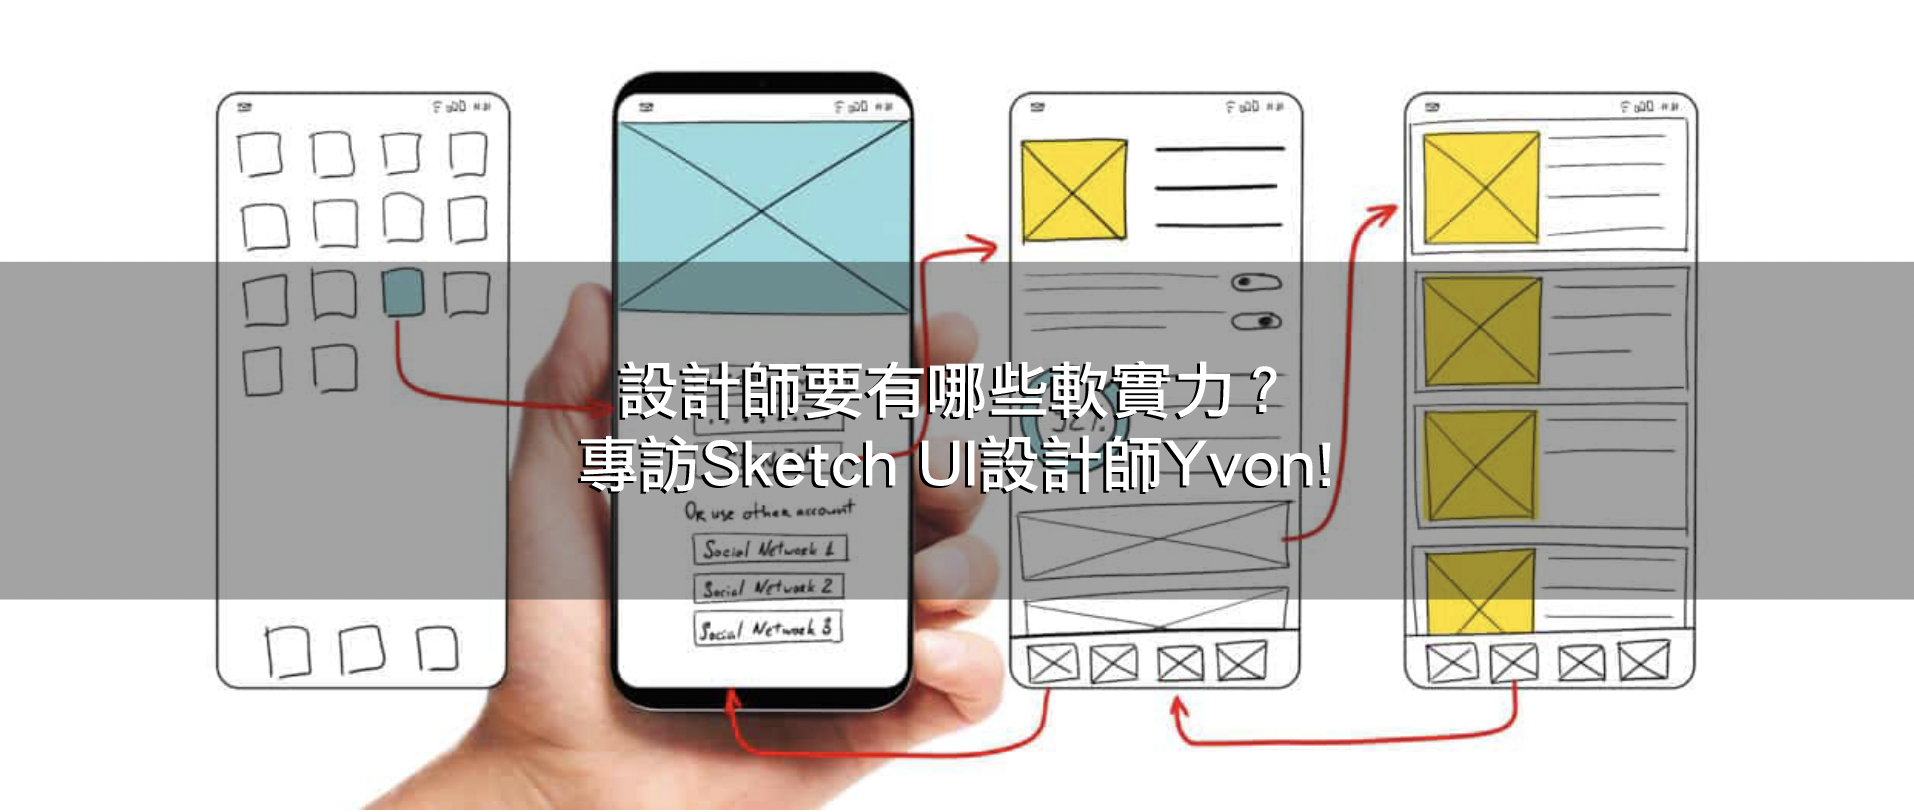 設計師要有哪些軟實力？
專訪Sketch UI設計師Yvon!
Or use other account
Social Network 1
Social Network 2
Social Network 3